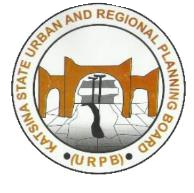 KATSINA STATE URBAN AND REGIONAL PLANNING BOARD
(URPB)